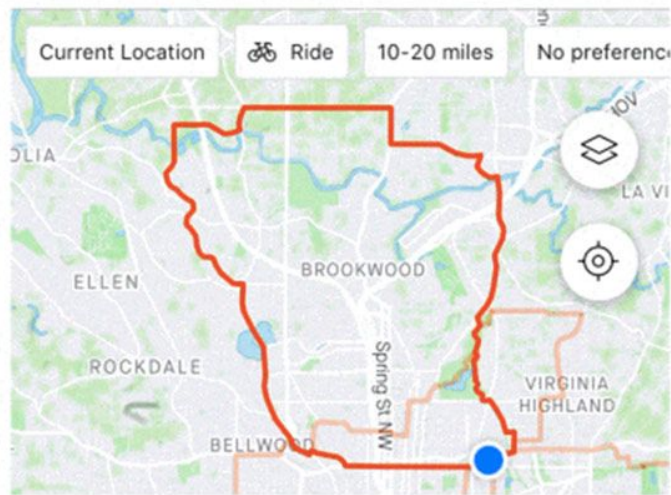 Current Location
Ride
10-20 miles
No preferenc
OLIA
LA VI
BROOKWOOD
ELLEN
ROCKDALE
Spring St NW
VIRGINIA
HIGHLAND
BELLWOOD